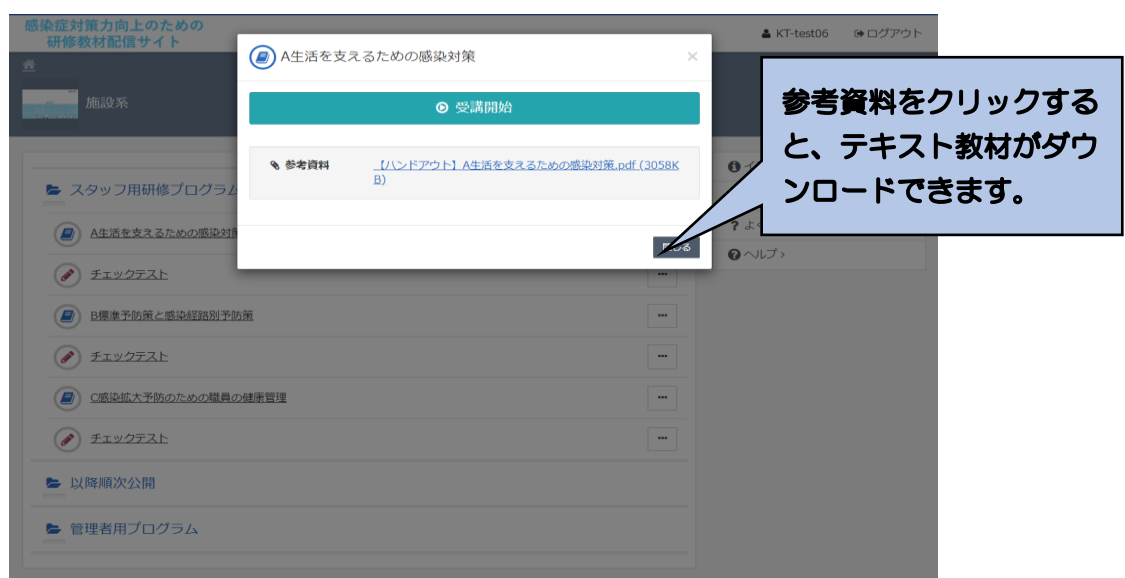 感染症対策力向上のための
研修教材配信サイト
KT-test06 ログアウト
施設系
A生活を支えるための感染対策
×
受講開始
参考資料
【ハンドアウト】A生活を支えるための感染対策.pdf (3058K
B)
閉じる
参考資料をクリックする
と、テキスト教材がダウ
ンロードできます。
スタッフ用研修プログラム
A生活を支えるための感染対策
チェックテスト
B標準予防策と感染経路別予防策
チェックテスト
C感染拡大予防のための職員の健康管理
チェックテスト
以降順次公開
管理者用プログラム
ヘルプ ›